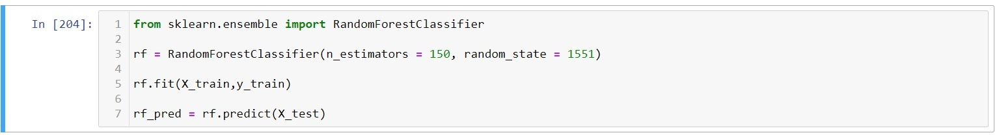 In [204]:
1 from sklearn.ensemble import RandomForestClassifier
2
3 rf = RandomForestClassifier(n_estimators = 150, random_state = 1551)
4
5 rf.fit(X_train,y_train)
6
7 rf_pred = rf.predict(X_test)